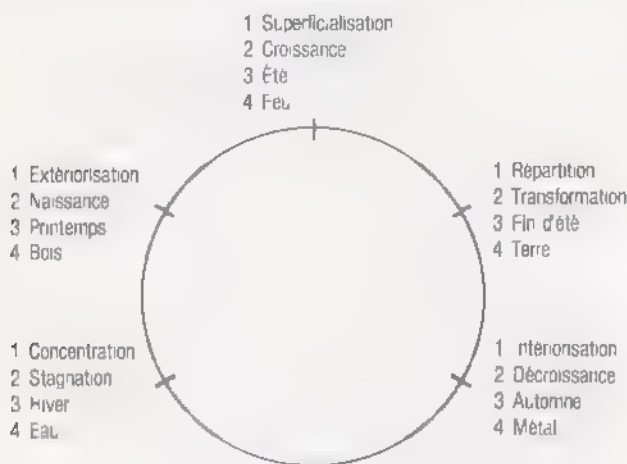 1 Superficialisation
2 Croissance
3 Été
4 Feu
1 Extériorisation
2 Naissance
3 Printemps
4 Bois
1 Répartition
2 Transformation
3 Fin d'été
4 Terre
1 Concentration
2 Stagnation
3 Hiver
4 Eau
1 Intériorisation
2 Décroissance
3 Automne
4 Métal